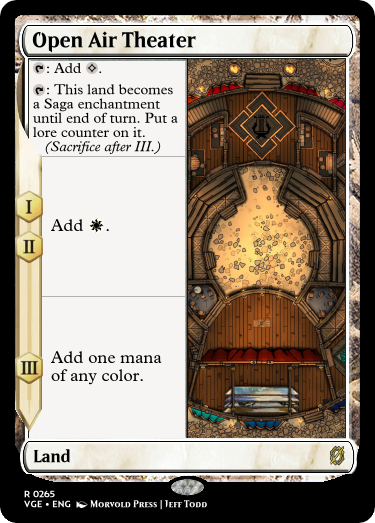 Open Air Theater
: Add .
: This land becomes
a Saga enchantment
until end of turn. Put a
lore counter on it.
(Sacrifice after III.)
I
II
Add .
III
Add one mana
of any color.
Land
R 0265
VGE • ENG Morvold Press | Jeff Todd